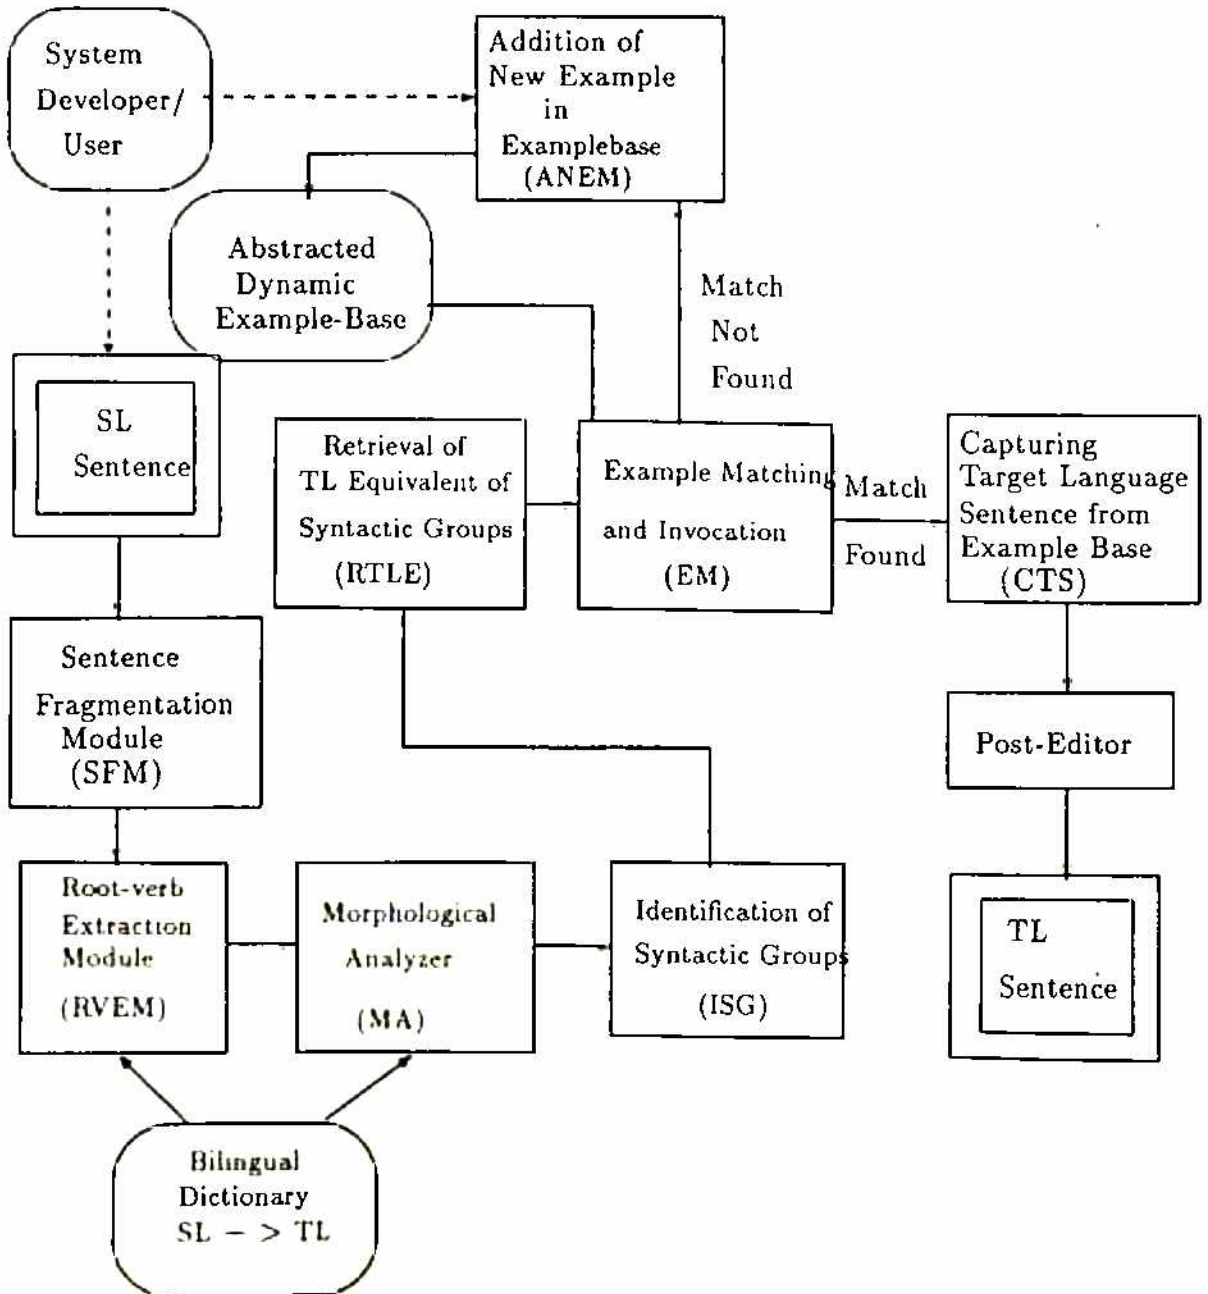 System
Developer/
User
Addition of
New Example
in
Examplebase
(ANEM)
Abstracted
Dynamic
Example-Base
Match
Not
Found
SL
Sentence
Retrieval of
TL Equivalent of
Syntactic Groups
(RTLE)
Example Matching
and Invocation
(EM)
Match
Found
Capturing
Target Language
Sentence from
Example Base
(CTS)
Sentence
Fragmentation
Module
(SFM)
Post-Editor
Root-verb
Extraction
Module
(RVEM)
Morphological
Analyzer
(MA)
Identification of
Syntactic Groups
(ISG)
TL
Sentence
Bilingual
Dictionary
SL - > TL